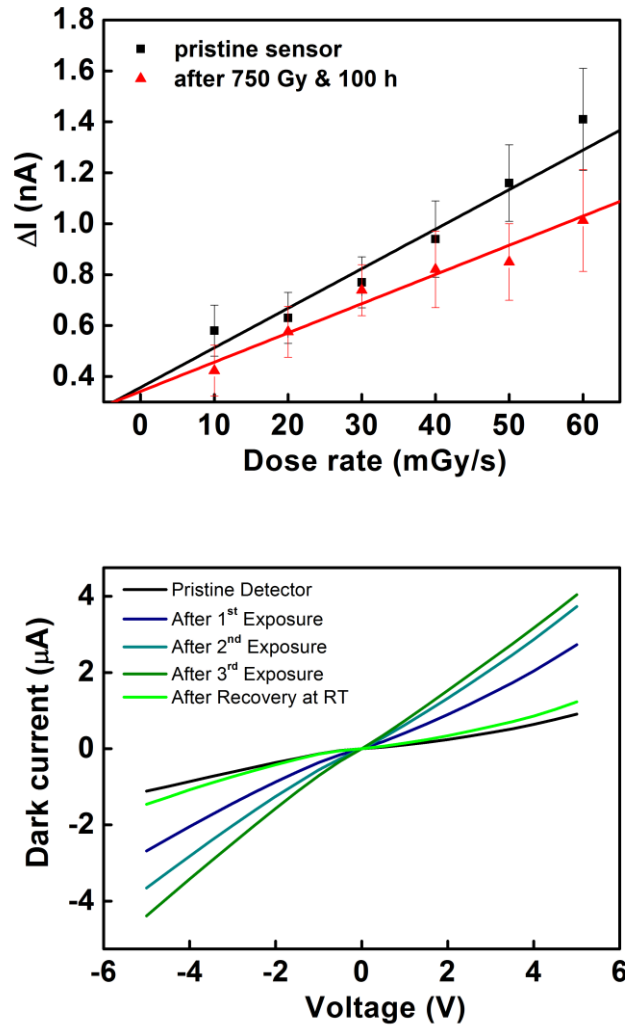 1.8
pristine sensor
1.6
after 750 Gy & 100 h
1.4
1.2
1.0
0.8
0.6
0.4
ΔI (nA)
0 10 20 30 40 50 60
Dose rate (mGy/s)
4
2
0
-2
-4
Dark current (μA)
Pristine Detector
After 1st Exposure
After 2nd Exposure
After 3rd Exposure
After Recovery at RT
-6 -4 -2 0 2 4 6
Voltage (V)